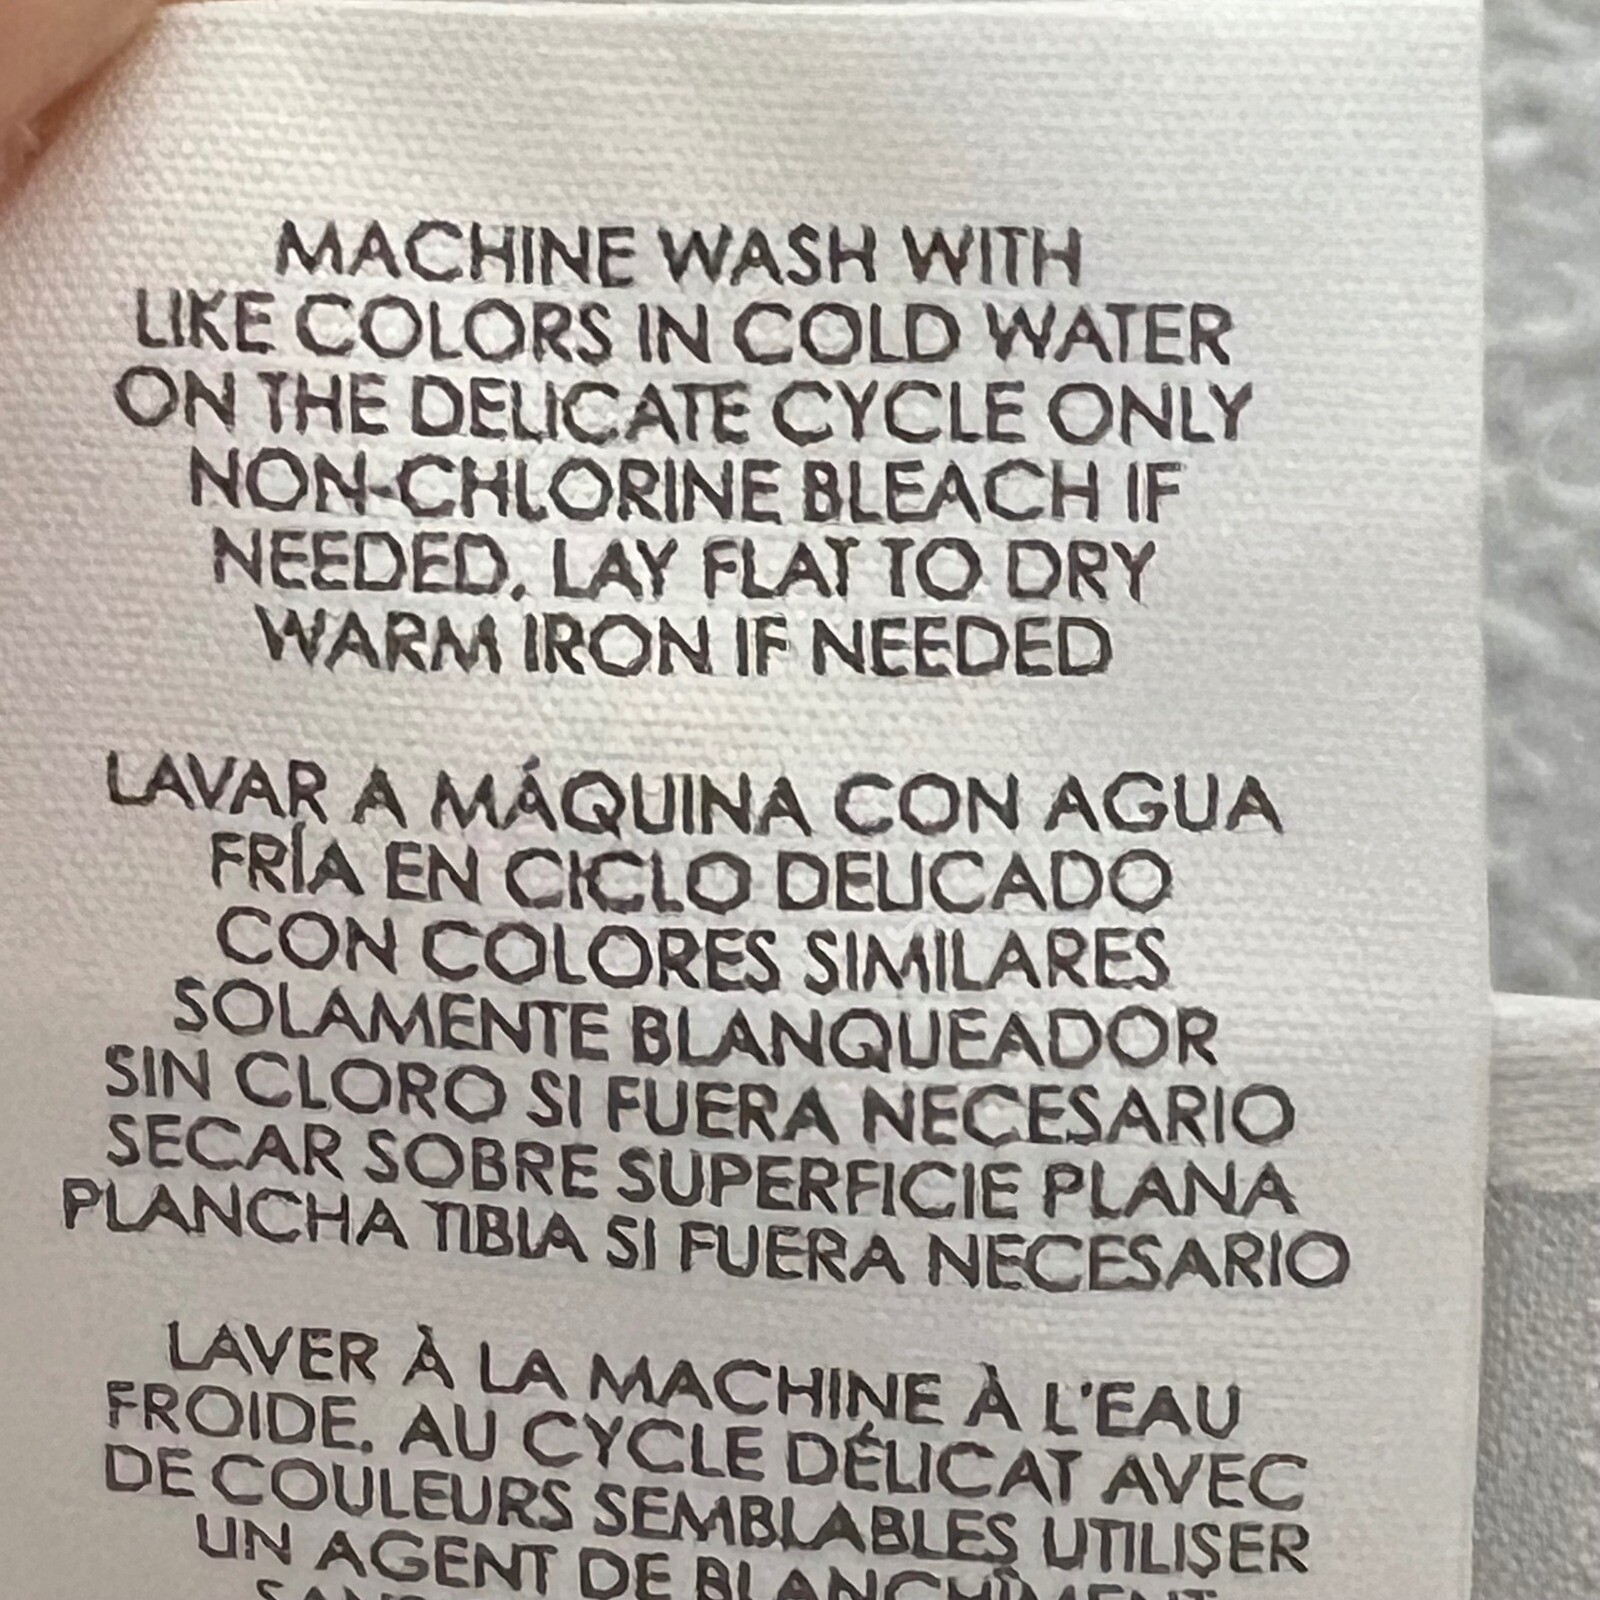 MACHINE WASH WITH
LIKE COLORS IN COLD WATER
ON THE DELICATE CYCLE ONLY
NON-CHLORINE BLEACH IF
NEEDED. LAY FLAT TO DRY
WARM IRON IF NEEDED
LAVAR A MÁQUINA CON AGUA
FRÍA EN CICLO DELICADO
CON COLORES SIMILARES
SOLAMENTE BLANQUEADOR
SIN CLORO SI FUERA NECESARIO
SECAR SOBRE SUPERFICIE PLANA
PLANCHA TIBIA SI FUERA NECESARIO
LAVER À LA MACHINE À L'EAU
FROIDE. AU CYCLE DÉLICAT AVEC
DE COULEURS SEMBLABLES UTILISER
UN AGENT DE BLANCHIMENT